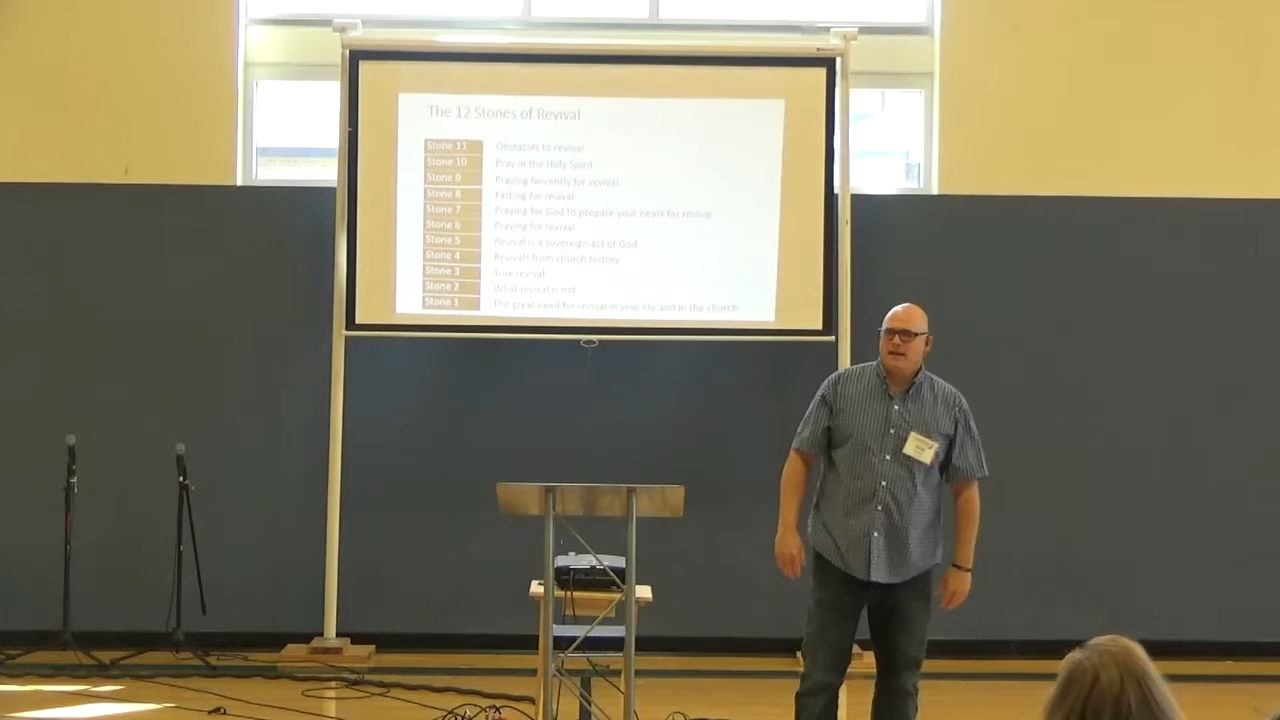 The 12 Stones of Revival
Stone 11 Obstacles to revival
Stone 10 Pray in the Holy Spirit
Stone 9 Praying fervently for revival
Stone 8 Fasting for revival
Stone 7 Praying for God to prepare your heart for revival
Stone 6 Praying for revival
Stone 5 Revival is a sovereign act of God
Stone 4 Revivals from church history
Stone 3 True revival
Stone 2 What revival is not
Stone 1 The great need for revival in your life and in the church